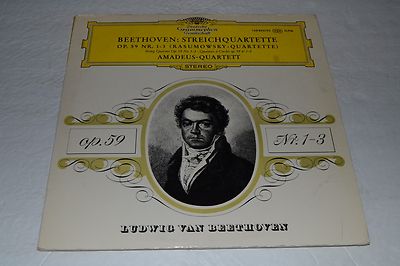 Deutsche
Grammophon
Gesellschaft
BEETHOVEN: STREICHQUARTETTE
OP. 59 NR. 1-3 (RASUMOWSKY-QUARTETTE)
AMADEUS-QUARTETT
STEREO
op. 59
Nr. 1-3
LUDWIG VAN BEETHOVEN